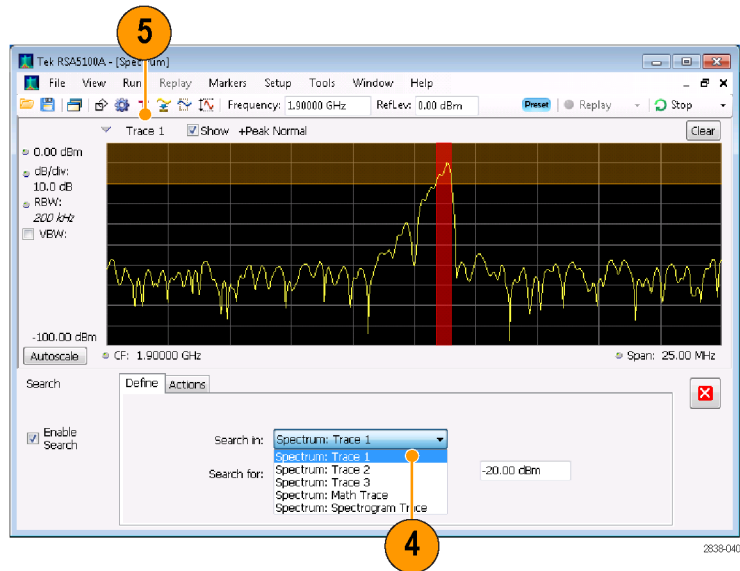 5
Tek RSA5100A - [Spectrum]
File View Run Replay Markers Setup Tools Window Help
Frequency: 1.90000 GHz RefLev: 0.00 dBm Preset Replay Stop
Trace 1 Show +Peak Normal Clear
0.00 dBm
dB/div:
10.0 dB
RBW:
200 kHz
VBW:
-100.00 dBm
Autoscale CF: 1.90000 GHz Span: 25.00 MHz
Search Define Actions
Enable
Search
Search in: Spectrum: Trace 1
Spectrum: Trace 1
Search for: Spectrum: Trace 2 -20.00 dBm
Spectrum: Trace 3
Spectrum: Math Trace
Spectrum: Spectrogram Trace
4
2838-040